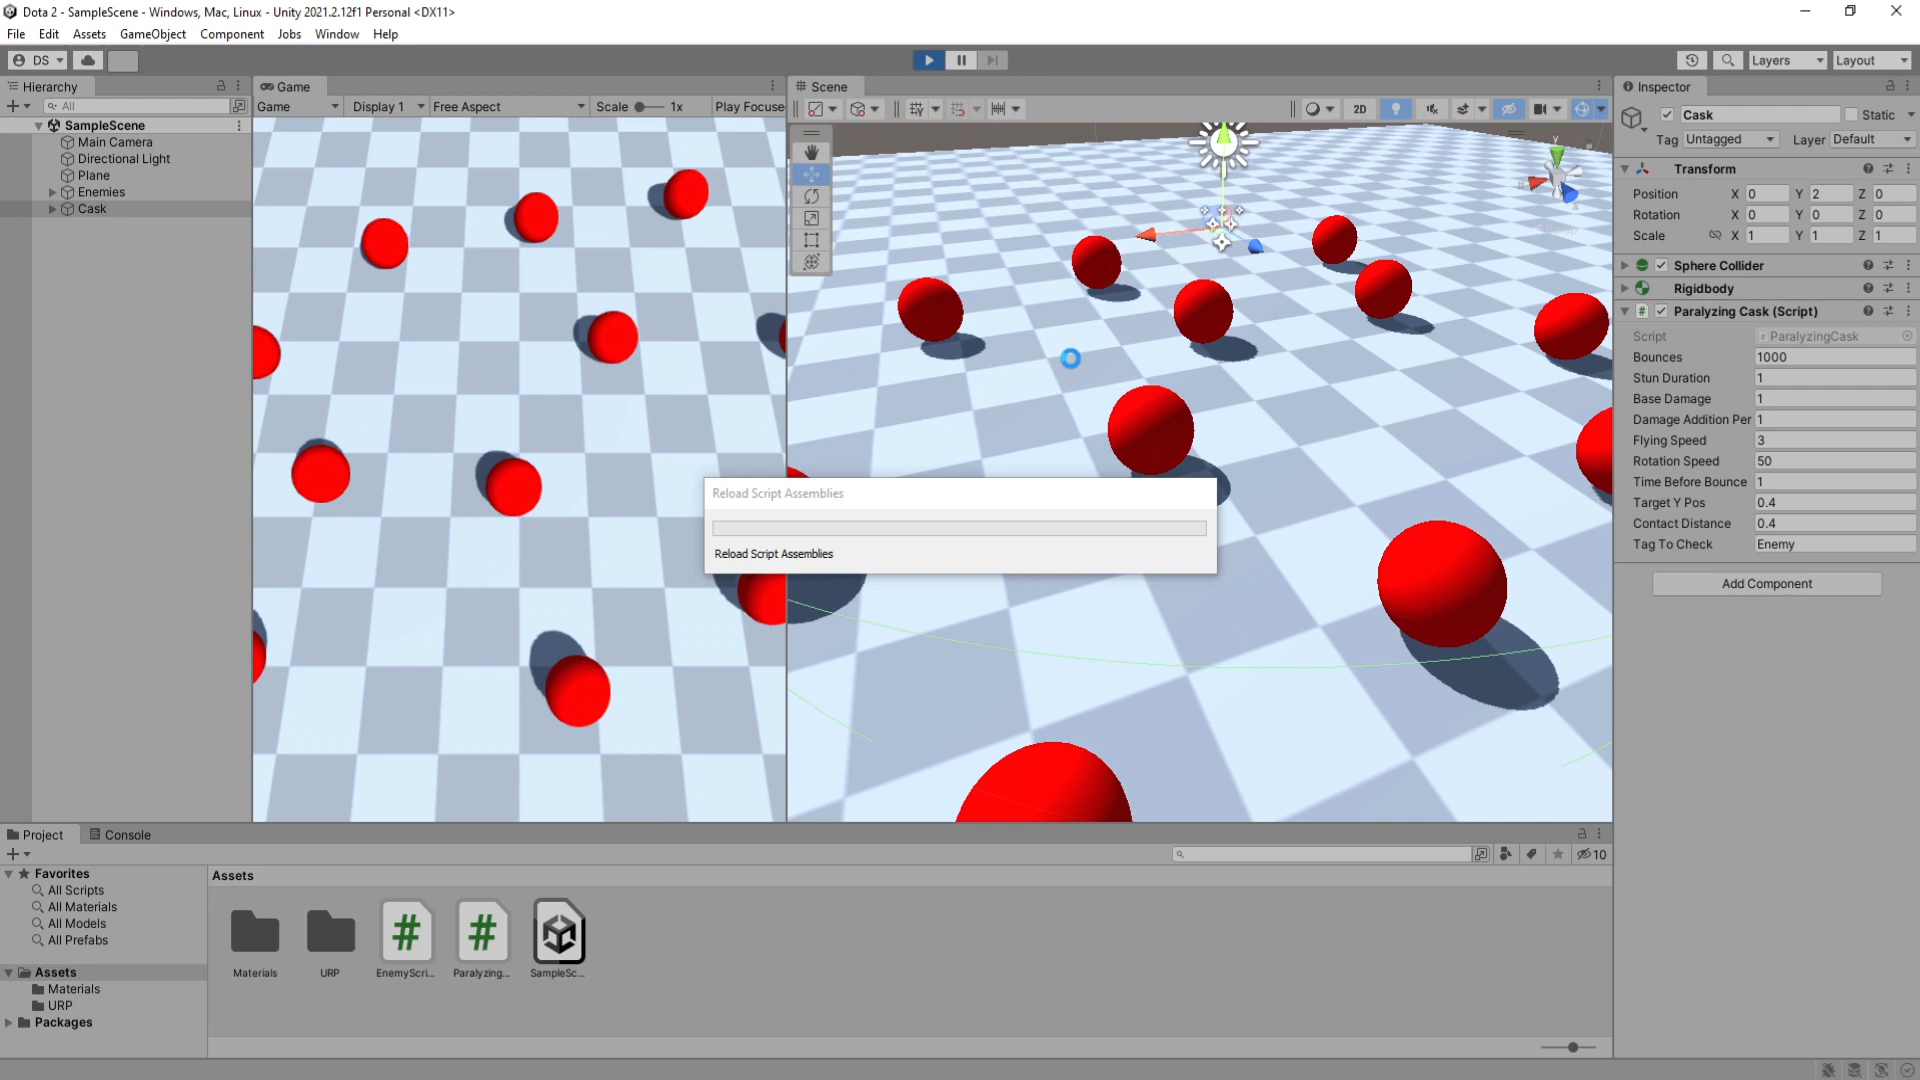 Dota 2 - SampleScene - Windows, Mac, Linux - Unity 2021.2.12f1 Personal <DX11>
File Edit Assets GameObject Component Jobs Window Help
DS
Layers
Layout
Hierarchy
All
SampleScene
Main Camera
Directional Light
Plane
Enemies
Cask
Game
Game Display 1 Free Aspect Scale 1x Play Focuse
Scene
2D
y
Reload Script Assemblies
Reload Script Assemblies
Inspector
Cask Static
Tag Untagged Layer Default
Transform
Position X 0 Y 2 Z 0
Rotation X 0 Y 0 Z 0
Scale X 1 Y 1 Z 1
Sphere Collider
Rigidbody
# Paralyzing Cask (Script)
Script ParalyzingCask
Bounces 1000
Stun Duration 1
Base Damage 1
Damage Addition Per 1
Flying Speed 3
Rotation Speed 50
Time Before Bounce 1
Target Y Pos 0.4
Contact Distance 0.4
Tag To Check Enemy
Add Component
Project Console
10
Favorites
All Scripts
All Materials
All Models
All Prefabs
Assets
Materials
URP
Packages
Assets
# #
Materials URP EnemyScri... Paralyzing... SampleSc...